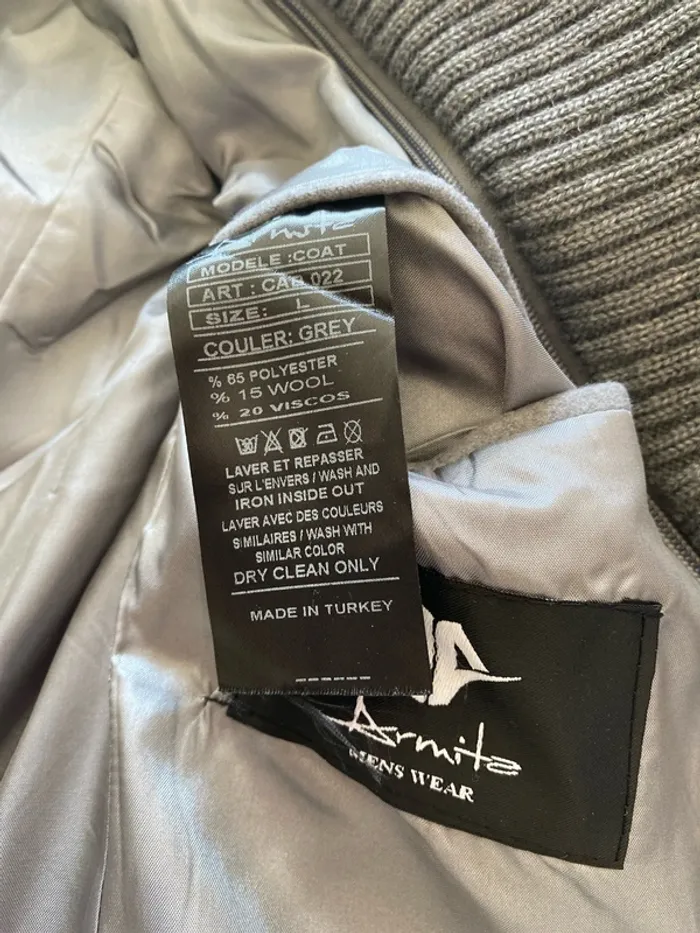 MODELE :COAT
ART : CAB 022
SIZE: L
COULER: GREY
% 65 POLYESTER
% 15 WOOL
% 20 VISCOS
LAVER ET REPASSER
SUR L'ENVERS / WASH AND
IRON INSIDE OUT
LAVER AVEC DES COULEURS
SIMILAIRES / WASH WITH
SIMILAR COLOR
DRY CLEAN ONLY
MADE IN TURKEY
Armita
MENS WEAR